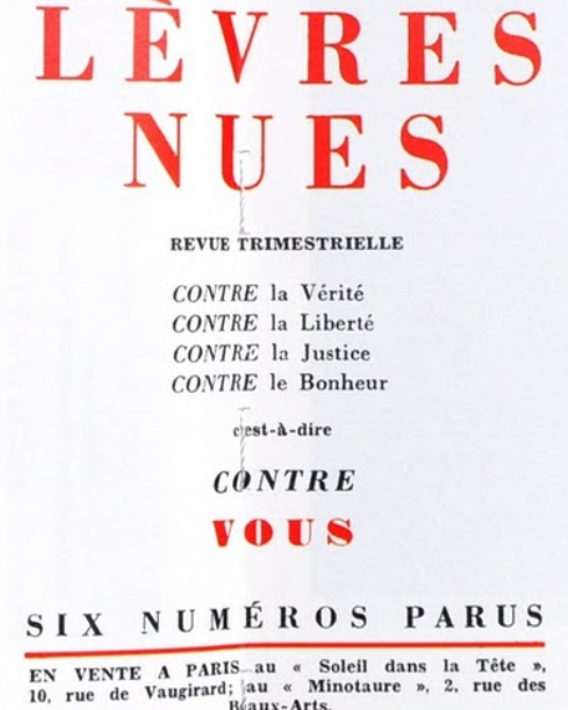 LÈVRES
NUES
REVUE TRIMESTRIELLE
CONTRE la Vérité
CONTRE la Liberté
CONTRE la Justice
CONTRE le Bonheur
c'est-à-dire
CONTRE
VOUS
SIX NUMÉROS PARUS
EN VENTE A PARIS au « Soleil dans la Tête »,
10, rue de Vaugirard; au « Minotaure », 2, rue des
Beaux-Arts.